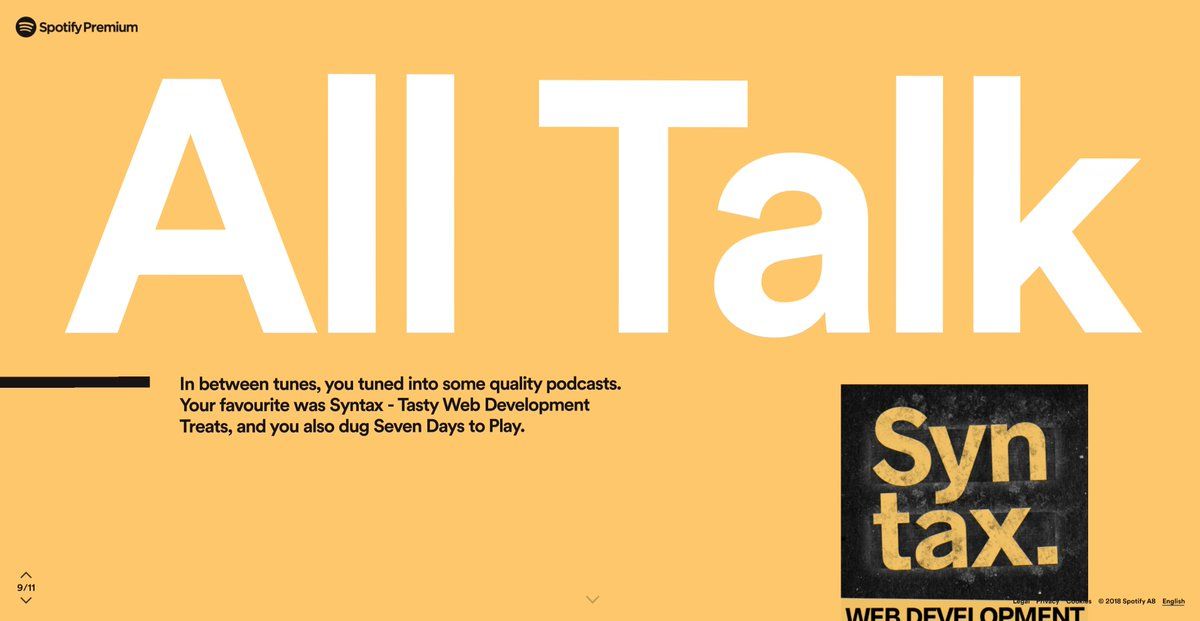 Spotify Premium
All Talk
In between tunes, you tuned into some quality podcasts.
Your favourite was Syntax - Tasty Web Development
Treats, and you also dug Seven Days to Play.
Syn
tax.
9/11
Legal Privacy Cookies © 2018 Spotify AB English
WEB DEVELOPMENT